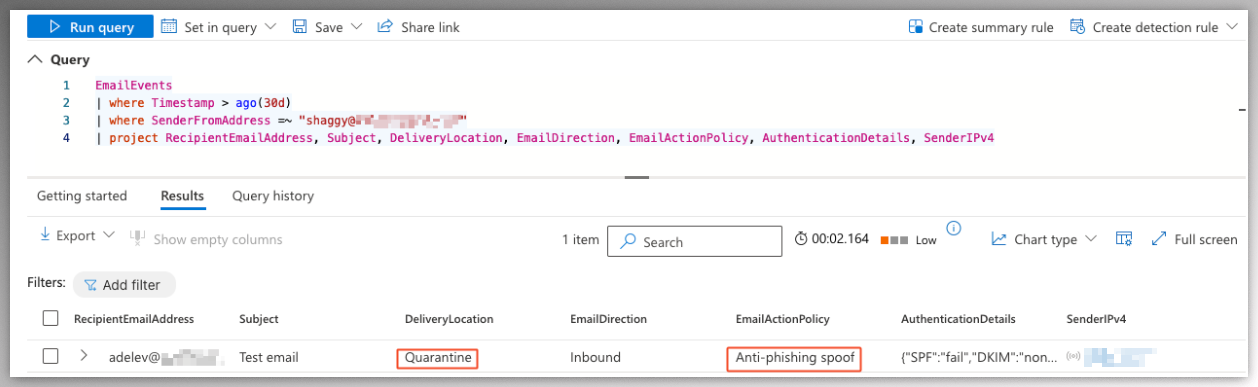 Run query Set in query Save Share link Create summary rule Create detection rule
Query
1 EmailEvents
2 | where Timestamp > ago(30d)
3 | where SenderFromAddress =~ "shaggy@"
4 | project RecipientEmailAddress, Subject, DeliveryLocation, EmailDirection, EmailActionPolicy, AuthenticationDetails, SenderIPv4
Getting started Results Query history
Export Show empty columns 1 item Search 00:02.164 Low Chart type Full screen
Filters: Add filter
RecipientEmailAddress Subject DeliveryLocation EmailDirection EmailActionPolicy AuthenticationDetails SenderIPv4
adelev@ Test email Quarantine Inbound Anti-phishing spoof {"SPF":"fail","DKIM":"non...